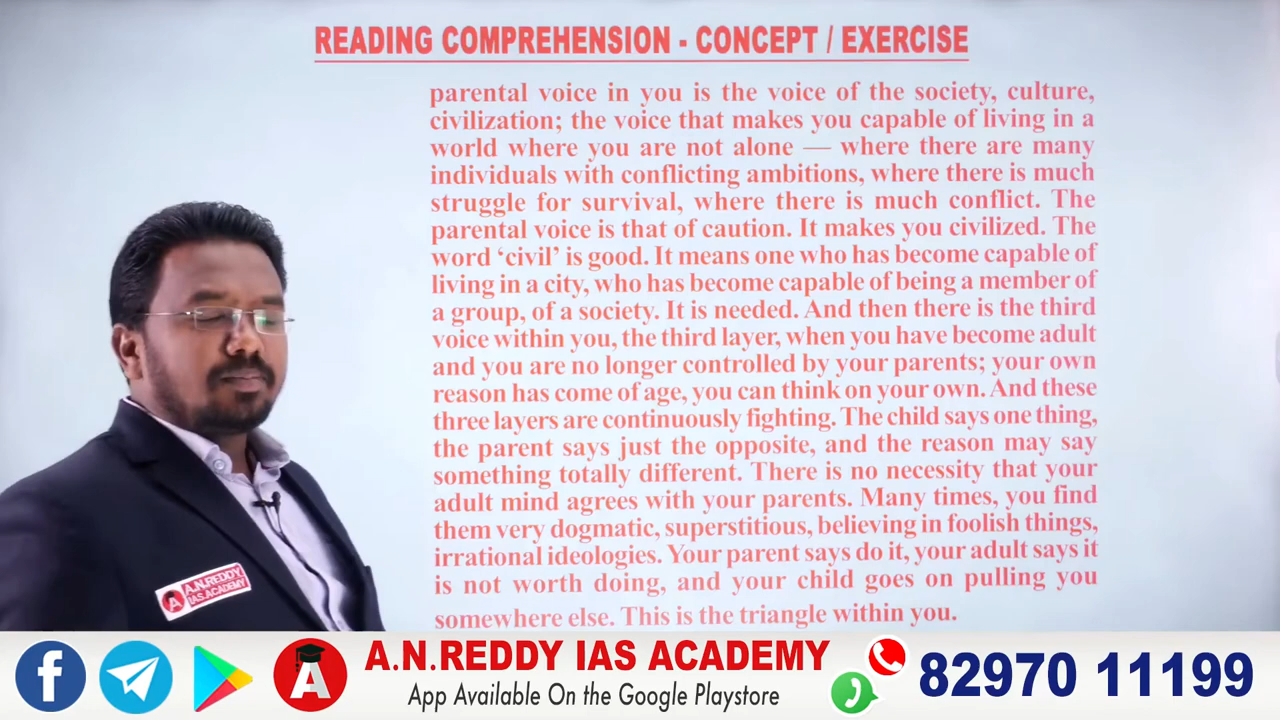 READING COMPREHENSION - CONCEPT / EXERCISE
parental voice in you is the voice of the society, culture,
civilization; the voice that makes you capable of living in a
world where you are not alone — where there are many
individuals with conflicting ambitions, where there is much
struggle for survival, where there is much conflict. The
parental voice is that of caution. It makes you civilized. The
word ‘civil’ is good. It means one who has become capable of
living in a city, who has become capable of being a member of
a group, of a society. It is needed. And then there is the third
voice within you, the third layer, when you have become adult
and you are no longer controlled by your parents; your own
reason has come of age, you can think on your own. And these
three layers are continuously fighting. The child says one thing,
the parent says just the opposite, and the reason may say
something totally different. There is no necessity that your
adult mind agrees with your parents. Many times, you find
them very dogmatic, superstitious, believing in foolish things,
irrational ideologies. Your parent says do it, your adult says it
is not worth doing, and your child goes on pulling you
somewhere else. This is the triangle within you.
A
A.N.REDDY
IAS.ACADEMY
f
A
A.N.REDDY IAS ACADEMY
App Available On the Google Playstore
82970 11199